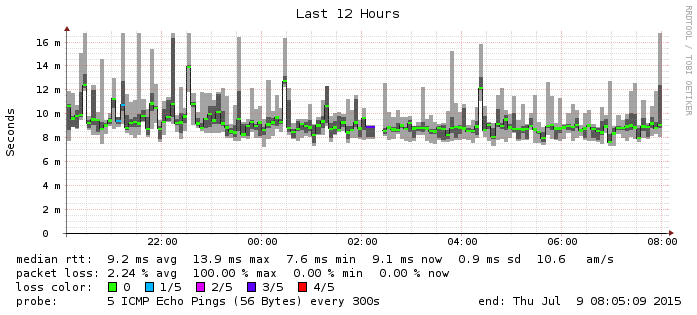 Last 12 Hours
RRDTOOL / TOBI OETIKER
Seconds
16 m
14 m
12 m
10 m
8 m
6 m
4 m
2 m
0
22:00 00:00 02:00 04:00 06:00 08:00
median rtt: 9.2 ms avg 13.9 ms max 7.6 ms min 9.1 ms now 0.9 ms sd 10.6 am/s
packet loss: 2.24 % avg 100.00 % max 0.00 % min 0.00 % now
loss color: 0 1/5 2/5 3/5 4/5
probe: 5 ICMP Echo Pings (56 Bytes) every 300s end: Thu Jul 9 08:05:09 2015